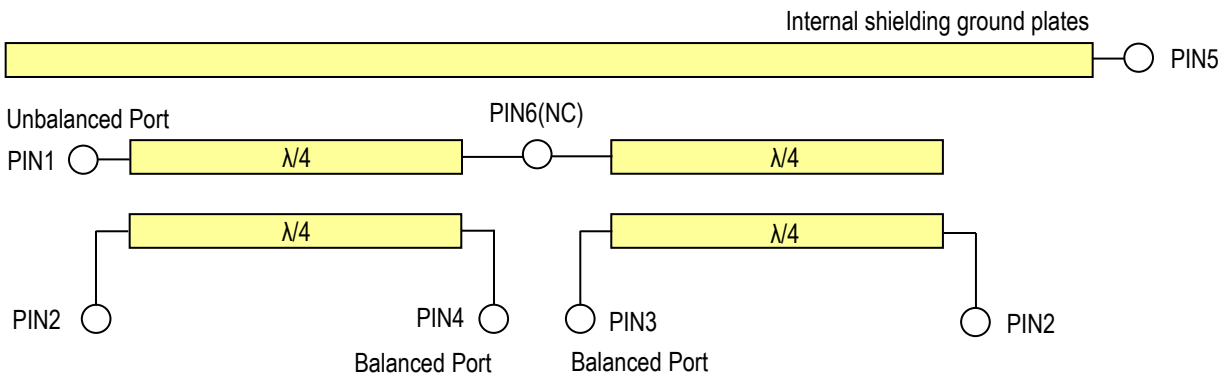 Internal shielding ground plates
PIN5
Unbalanced Port
PIN6(NC)
PIN1
λ/4
λ/4
λ/4
PIN2
PIN4
PIN3
PIN2
Balanced Port
Balanced Port